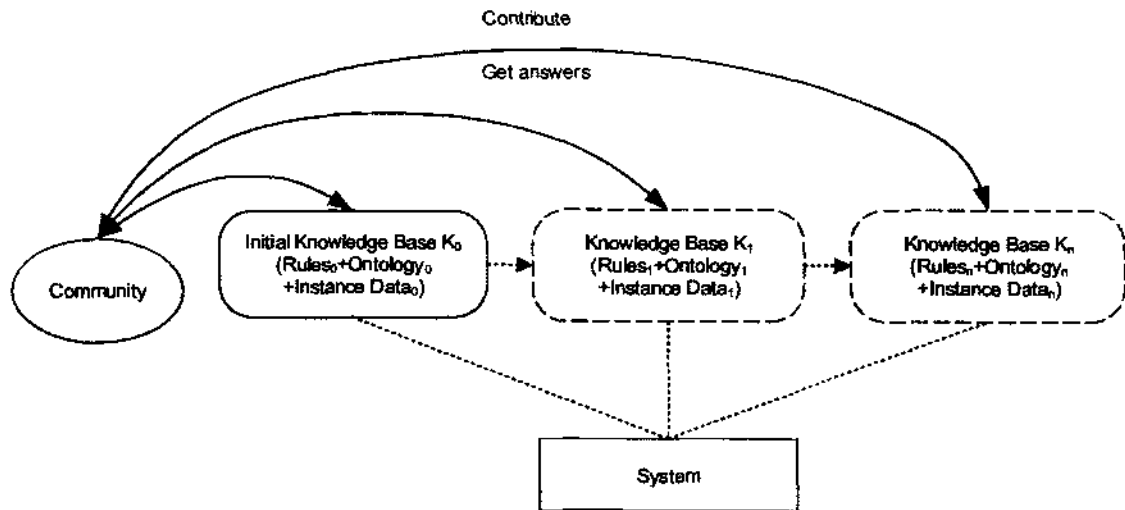 Contribute
Get answers
Community
Initial Knowledge Base K₀
(Rules₀+Ontology₀
+Instance Data₀)
Knowledge Base K₁
(Rules₁+Ontology₁
+Instance Data₁)
Knowledge Base Kₙ
(Rulesₙ+Ontologyₙ
+Instance Dataₙ)
System